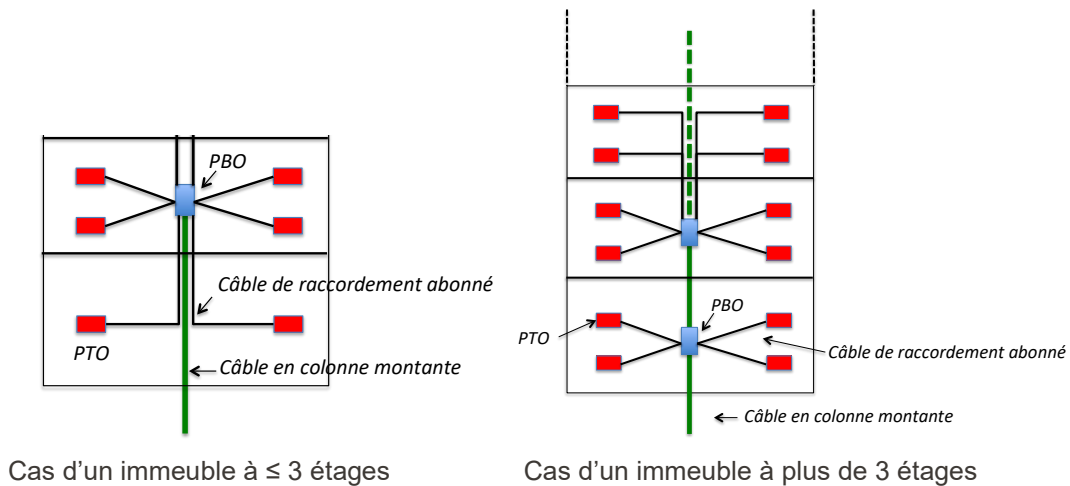 PBO
Câble de raccordement abonné
PTO
Câble en colonne montante
Cas d'un immeuble à ≤ 3 étages
PBO
PTO
Câble de raccordement abonné
Câble en colonne montante
Cas d'un immeuble à plus de 3 étages